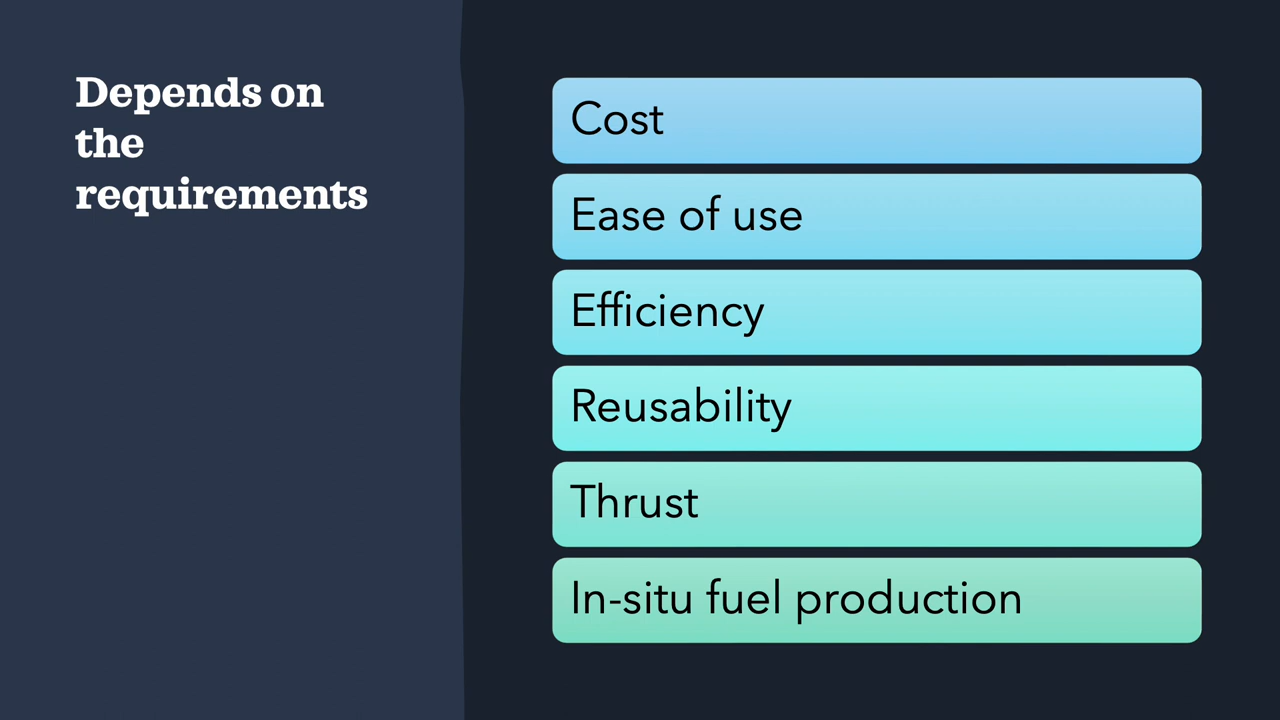 Depends on
the
requirements
Cost
Ease of use
Efficiency
Reusability
Thrust
In-situ fuel production